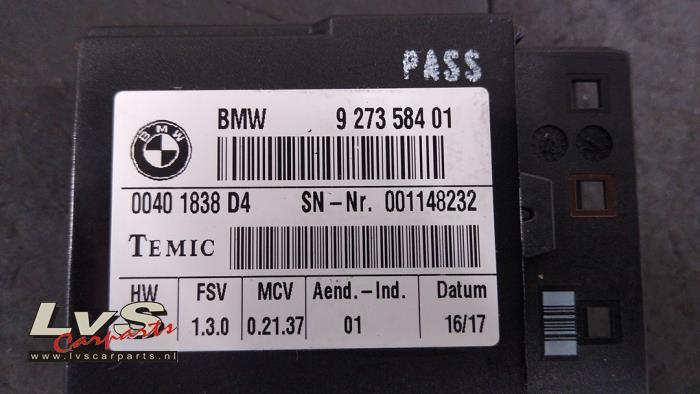 PASS
BMW 9 273 584 01
BMW
0040 1838 D4 SN-Nr. 001148232
TEMIC
HW FSV MCV Aend.-Ind. Datum
1.3.0 0.21.37 01 16/17
LvS
Carparts
www.lvscarparts.nl